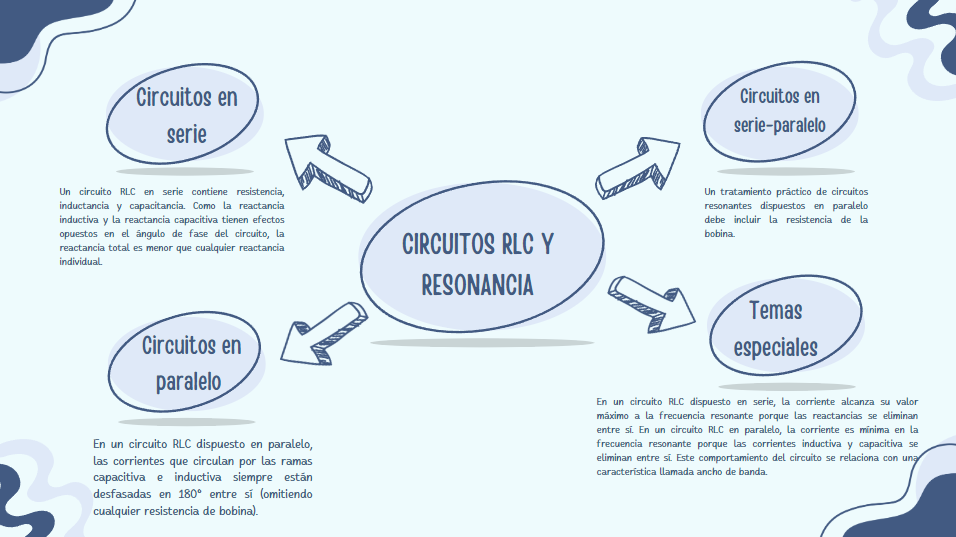 Circuitos en
serie
Un circuito RLC en serie contiene resistencia,
inductancia y capacitancia. Como la reactancia
inductiva y la reactancia capacitiva tienen efectos
opuestos en el ángulo de fase del circuito, la
reactancia total es menor que cualquier reactancia
individual.
Circuitos en
serie-paralelo
Un tratamiento práctico de circuitos
resonantes dispuestos en paralelo
debe incluir la resistencia de la
bobina.
CIRCUITOS RLC Y
RESONANCIA
Circuitos en
paralelo
En un circuito RLC dispuesto en paralelo,
las corrientes que circulan por las ramas
capacitiva e inductiva siempre están
desfasadas en 180° entre sí (omitiendo
cualquier resistencia de bobina).
Temas
especiales
En un circuito RLC dispuesto en serie, la corriente alcanza su valor
máximo a la frecuencia resonante porque las reactancias se eliminan
entre sí. En un circuito RLC en paralelo, la corriente es mínima en la
frecuencia resonante porque las corrientes inductiva y capacitiva se
eliminan entre sí. Este comportamiento del circuito se relaciona con una
característica llamada ancho de banda.